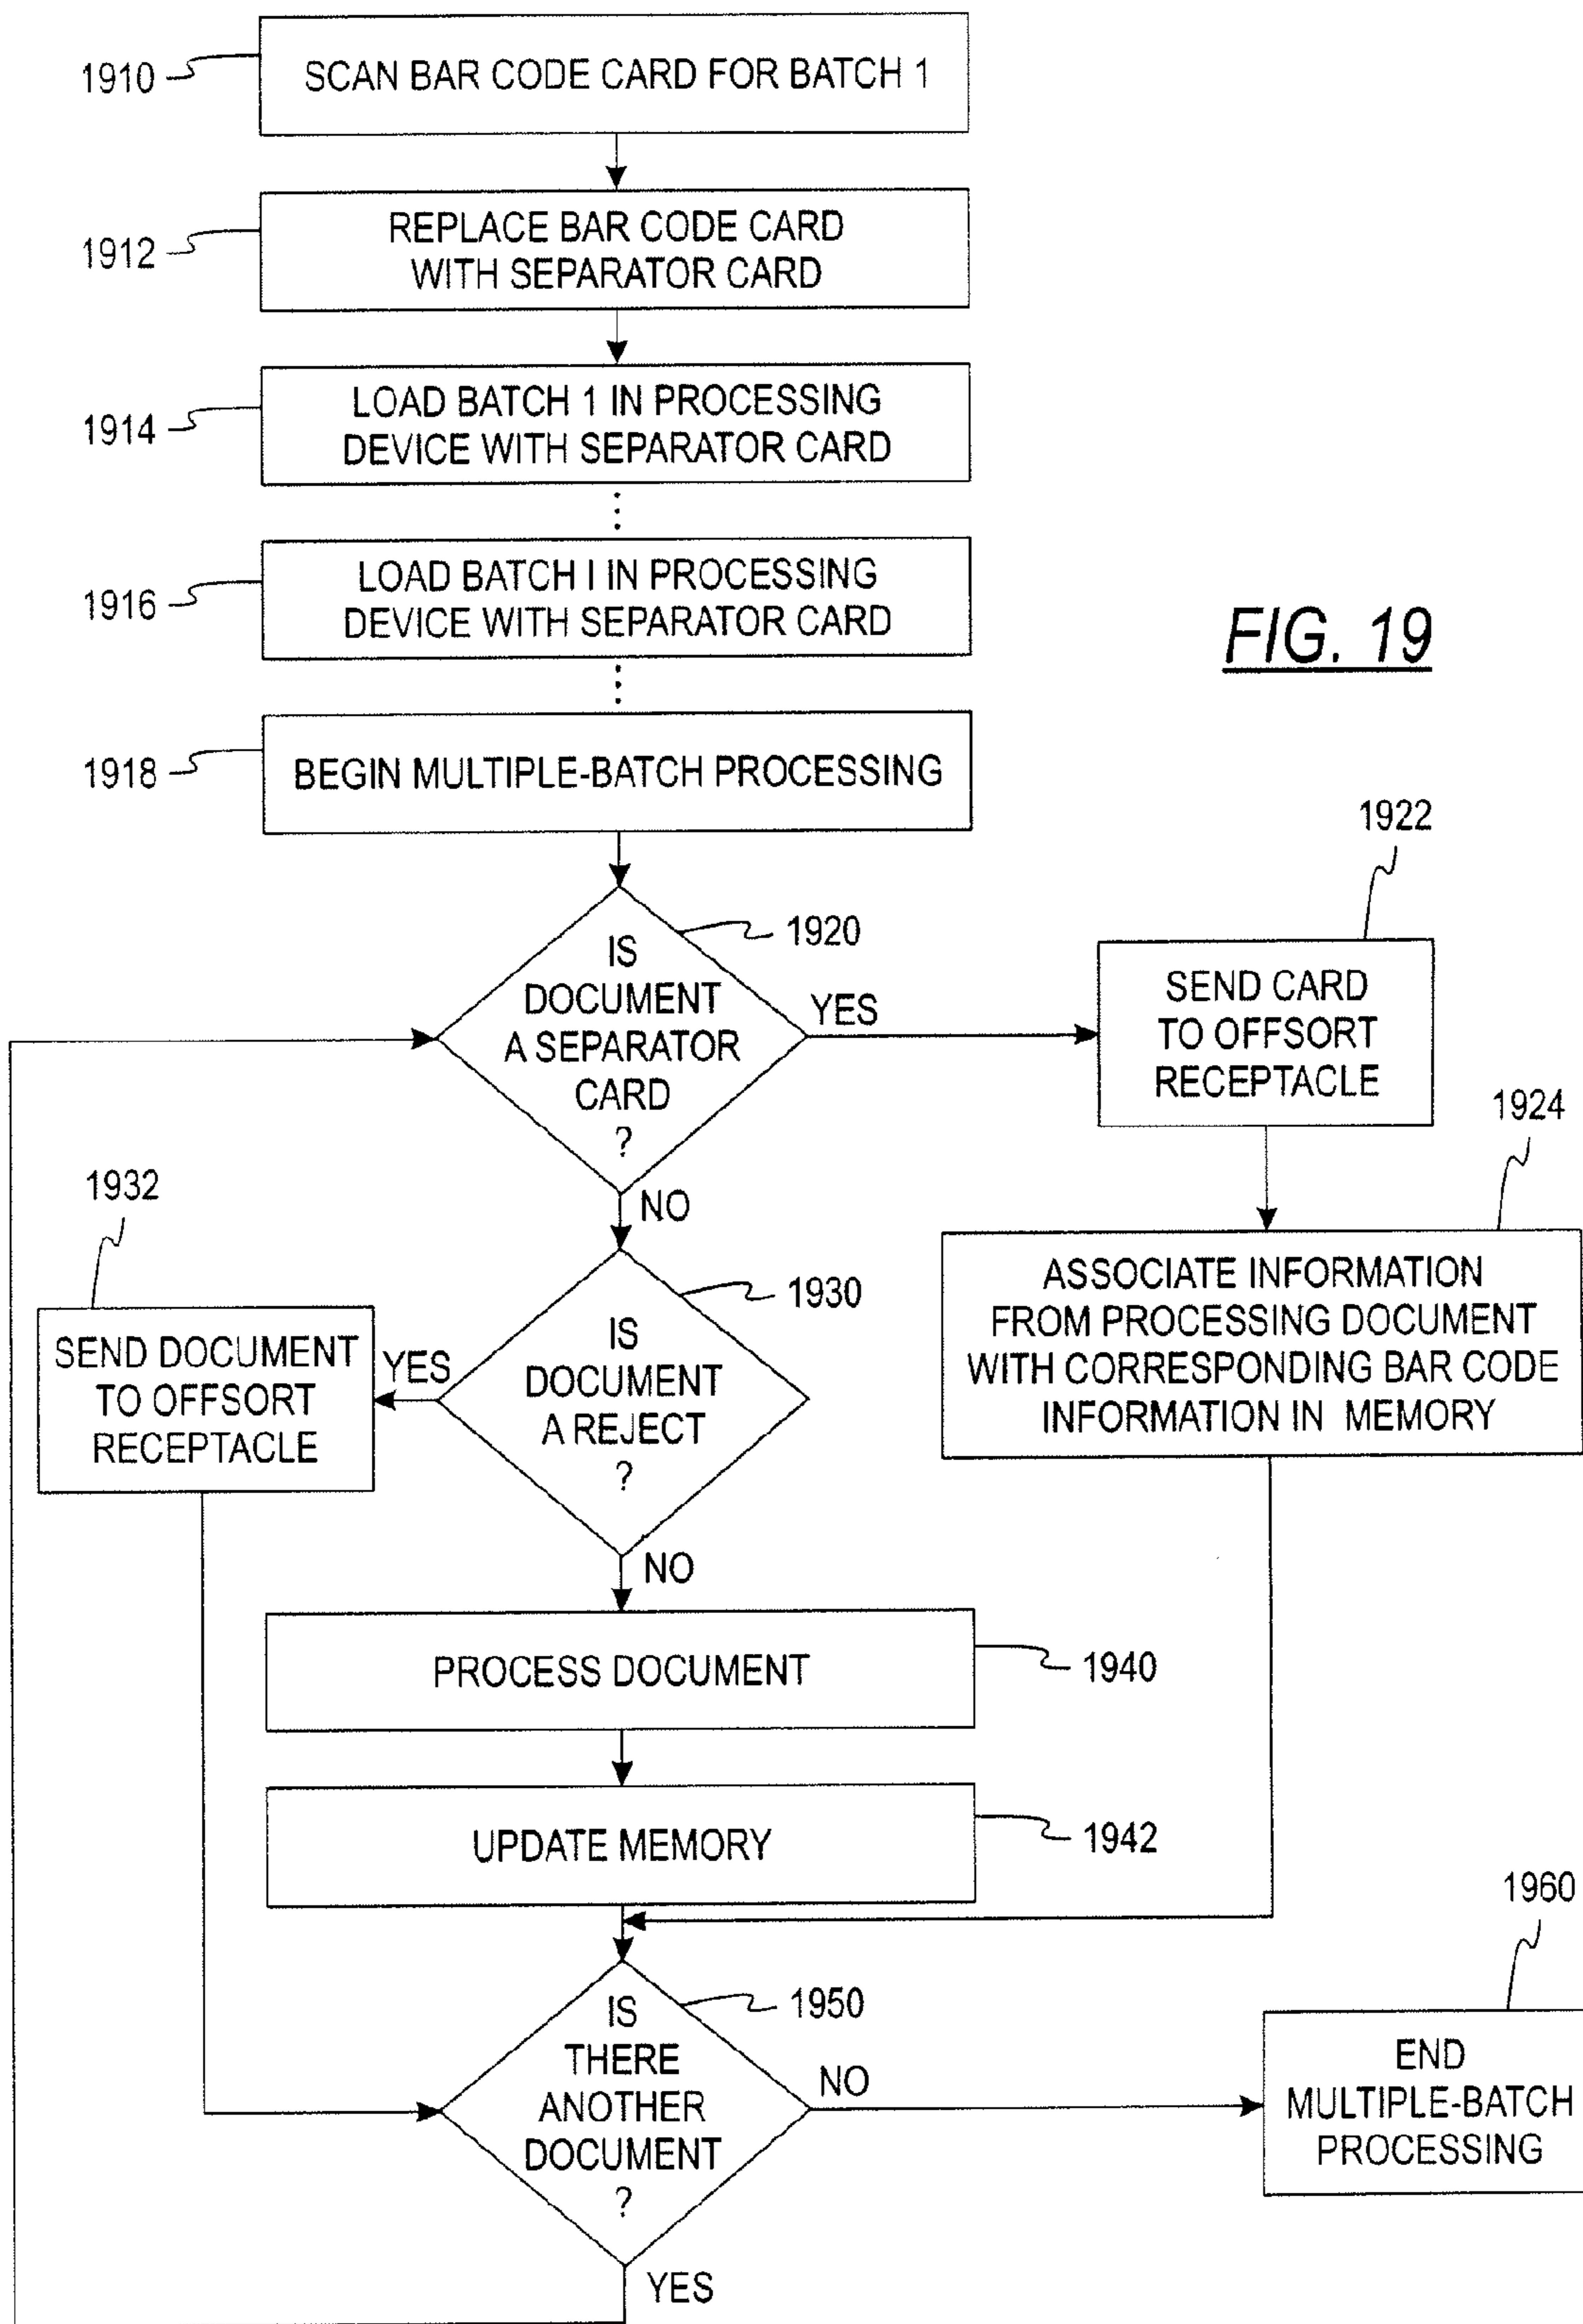 1910
SCAN BAR CODE CARD FOR BATCH 1
1912
REPLACE BAR CODE CARD
WITH SEPARATOR CARD
1914
LOAD BATCH 1 IN PROCESSING
DEVICE WITH SEPARATOR CARD
1916
LOAD BATCH I IN PROCESSING
DEVICE WITH SEPARATOR CARD
FIG. 19
1918
BEGIN MULTIPLE-BATCH PROCESSING
1920
IS
DOCUMENT
A SEPARATOR
CARD
?
YES
1922
SEND CARD
TO OFFSORT
RECEPTACLE
1924
ASSOCIATE INFORMATION
FROM PROCESSING DOCUMENT
WITH CORRESPONDING BAR CODE
INFORMATION IN MEMORY
NO
1930
IS
DOCUMENT
A REJECT
?
YES
1932
SEND DOCUMENT
TO OFFSORT
RECEPTACLE
NO
PROCESS DOCUMENT
1940
UPDATE MEMORY
1942
1950
IS
THERE
ANOTHER
DOCUMENT
?
NO
1960
END
MULTIPLE-BATCH
PROCESSING
YES